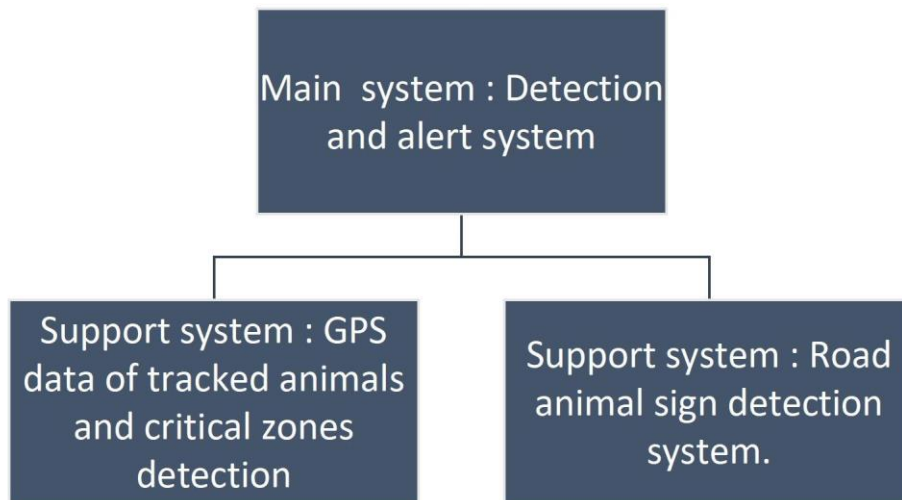 Main system : Detection
and alert system
Support system : GPS
data of tracked animals
and critical zones
detection
Support system : Road
animal sign detection
system.